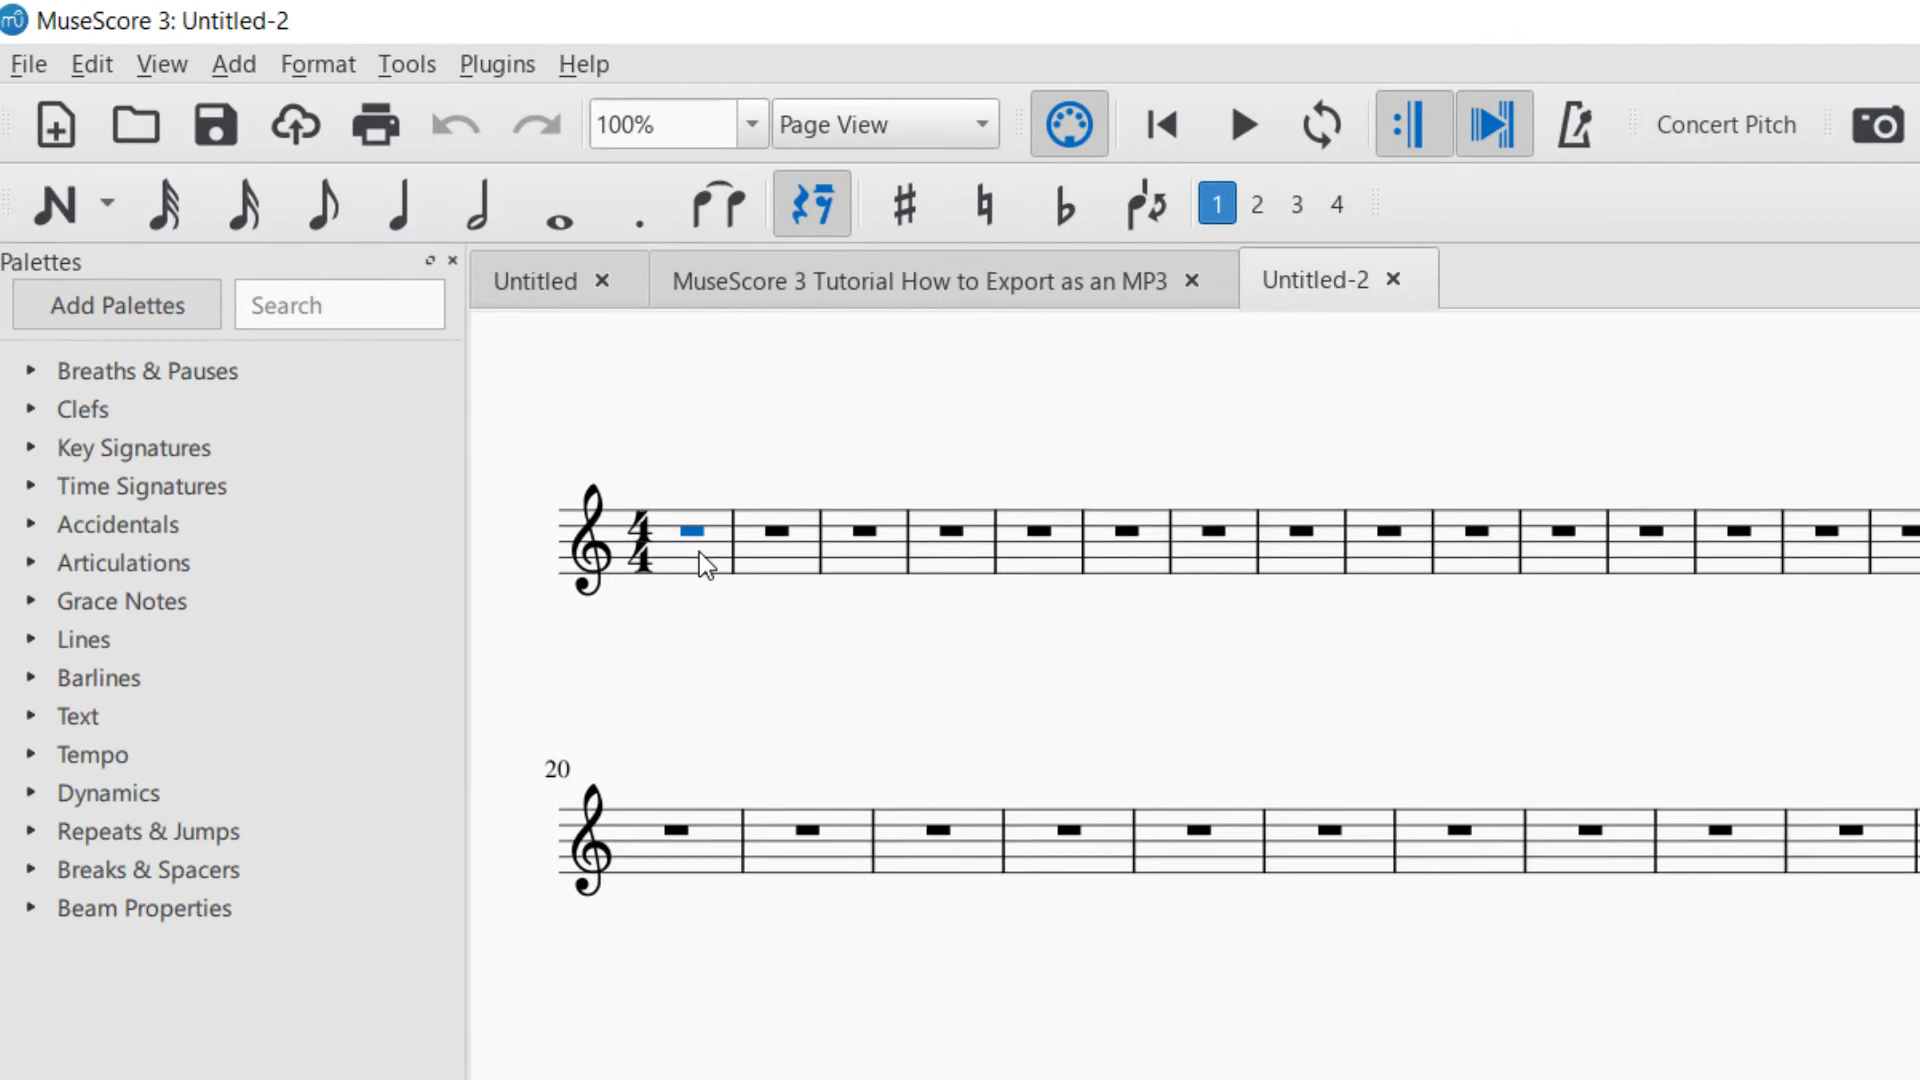 MuseScore 3: Untitled-2
File Edit View Add Format Tools Plugins Help
100% Page View Concert Pitch
1 2 3 4
Palettes
Untitled MuseScore 3 Tutorial How to Export as an MP3 Untitled-2
Add Palettes Search
Breaths & Pauses
Clefs
Key Signatures
Time Signatures
Accidentals
Articulations
Grace Notes
Lines
Barlines
Text
Tempo
Dynamics
Repeats & Jumps
Breaks & Spacers
Beam Properties
4
4
20